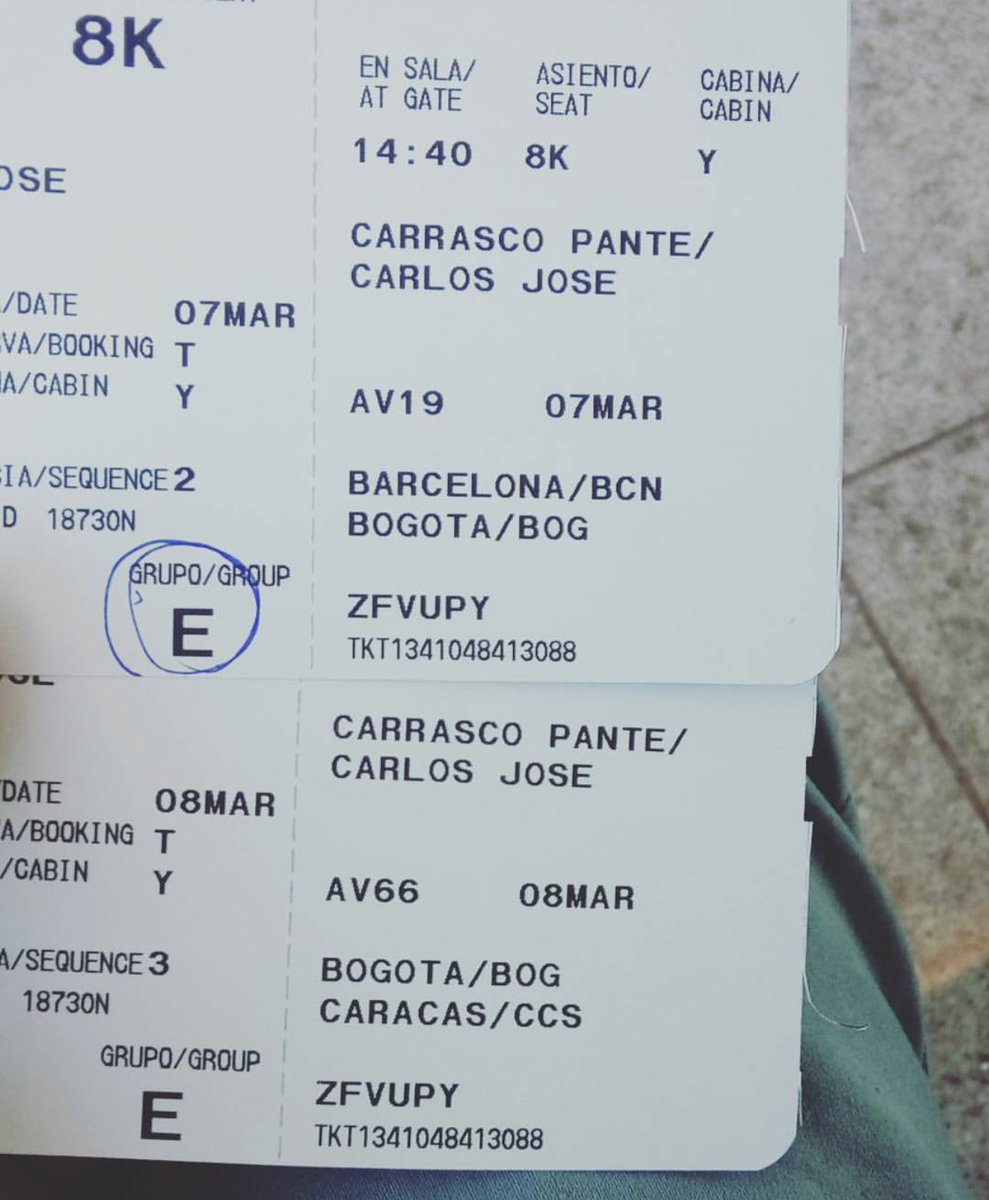 8K
OSE
/DATE 07MAR
VA/BOOKING T
A/CABIN Y
IA/SEQUENCE 2
D 18730N
GRUPO/GROUP
E
EN SALA/ ASIENTO/ CABINA/
AT GATE SEAT CABIN
14:40 8K Y
CARRASCO PANTE/
CARLOS JOSE
AV19 07MAR
BARCELONA/BCN
BOGOTA/BOG
ZFVUPY
TKT1341048413088
DATE 08MAR
A/BOOKING T
/CABIN Y
A/SEQUENCE 3
18730N
GRUPO/GROUP
E
CARRASCO PANTE/
CARLOS JOSE
AV66 08MAR
BOGOTA/BOG
CARACAS/CCS
ZFVUPY
TKT1341048413088